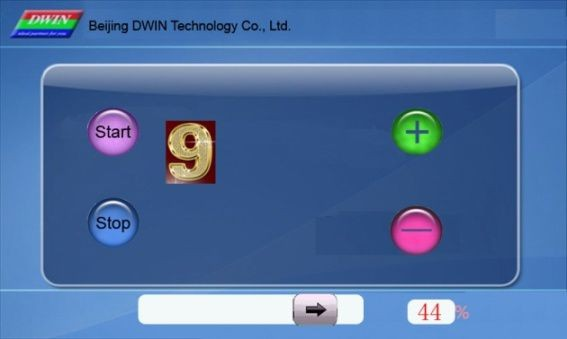 DWIN
Beijing DWIN Technology Co., Ltd.
Start
9
+
Stop
—
44 %